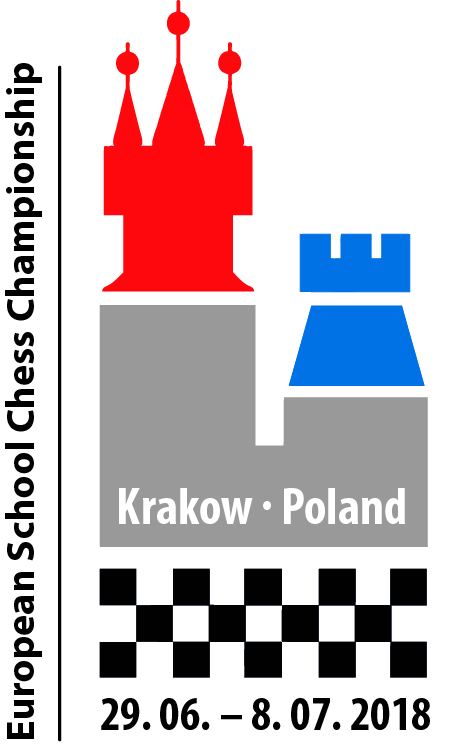 European School Chess Championship
Krakow · Poland
29. 06. – 8. 07. 2018